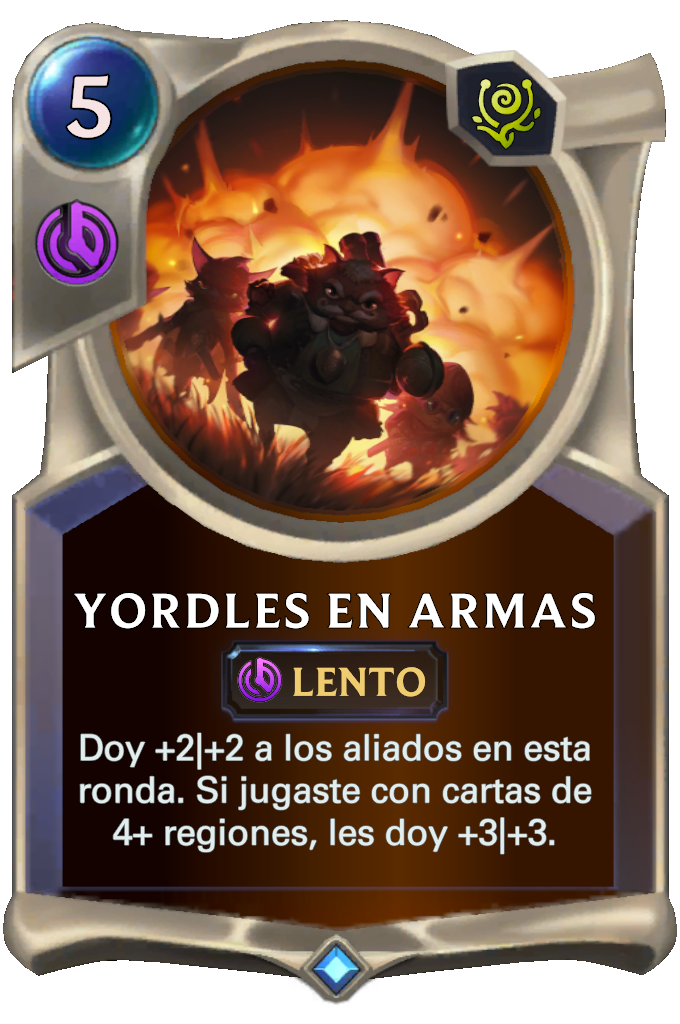 5
YORDLES EN ARMAS
LENTO
Doy +2|+2 a los aliados en esta
ronda. Si jugaste con cartas de
4+ regiones, les doy +3|+3.